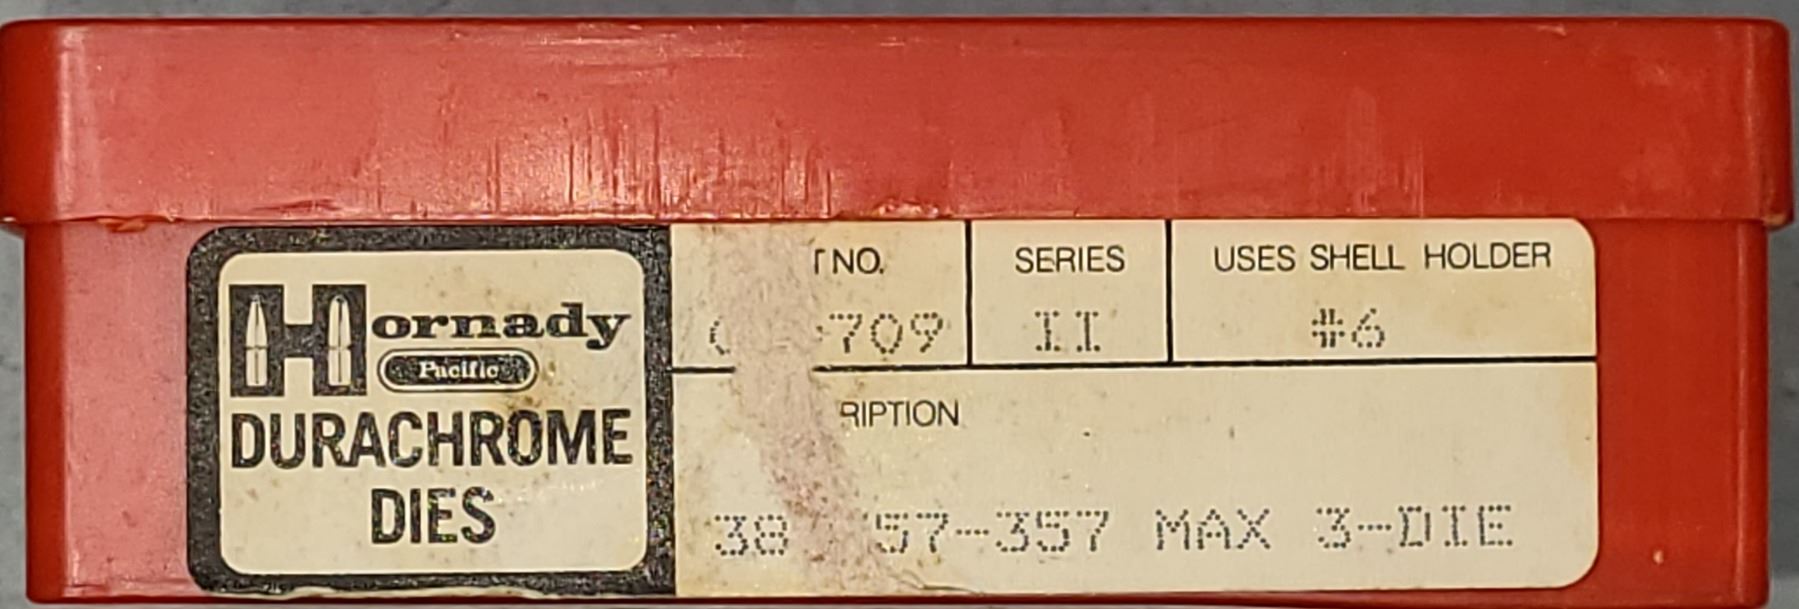 Hornady
Pacific
DURACHROME
DIES
NO.
SERIES
USES SHELL HOLDER
709
II
#6
RIPTION
38 57-357 MAX 3-DIE